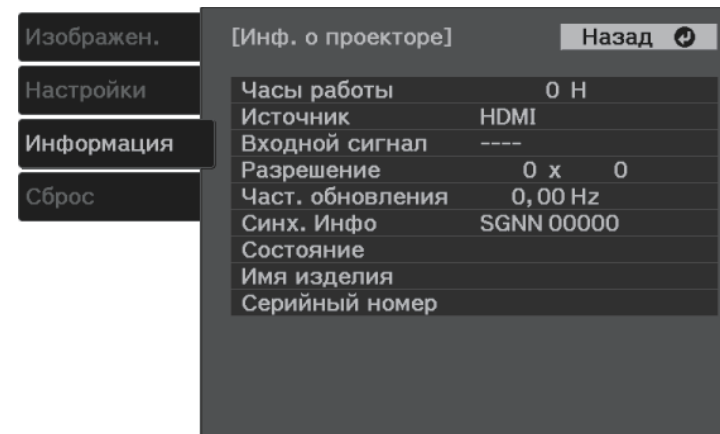 Изображен.
Настройки
Информация
Сброс
[Инф. о проекторе] Назад
Часы работы 0 H
Источник HDMI
Входной сигнал ----
Разрешение 0 x 0
Част. обновления 0,00 Hz
Синх. Инфо SGNN 00000
Состояние
Имя изделия
Серийный номер